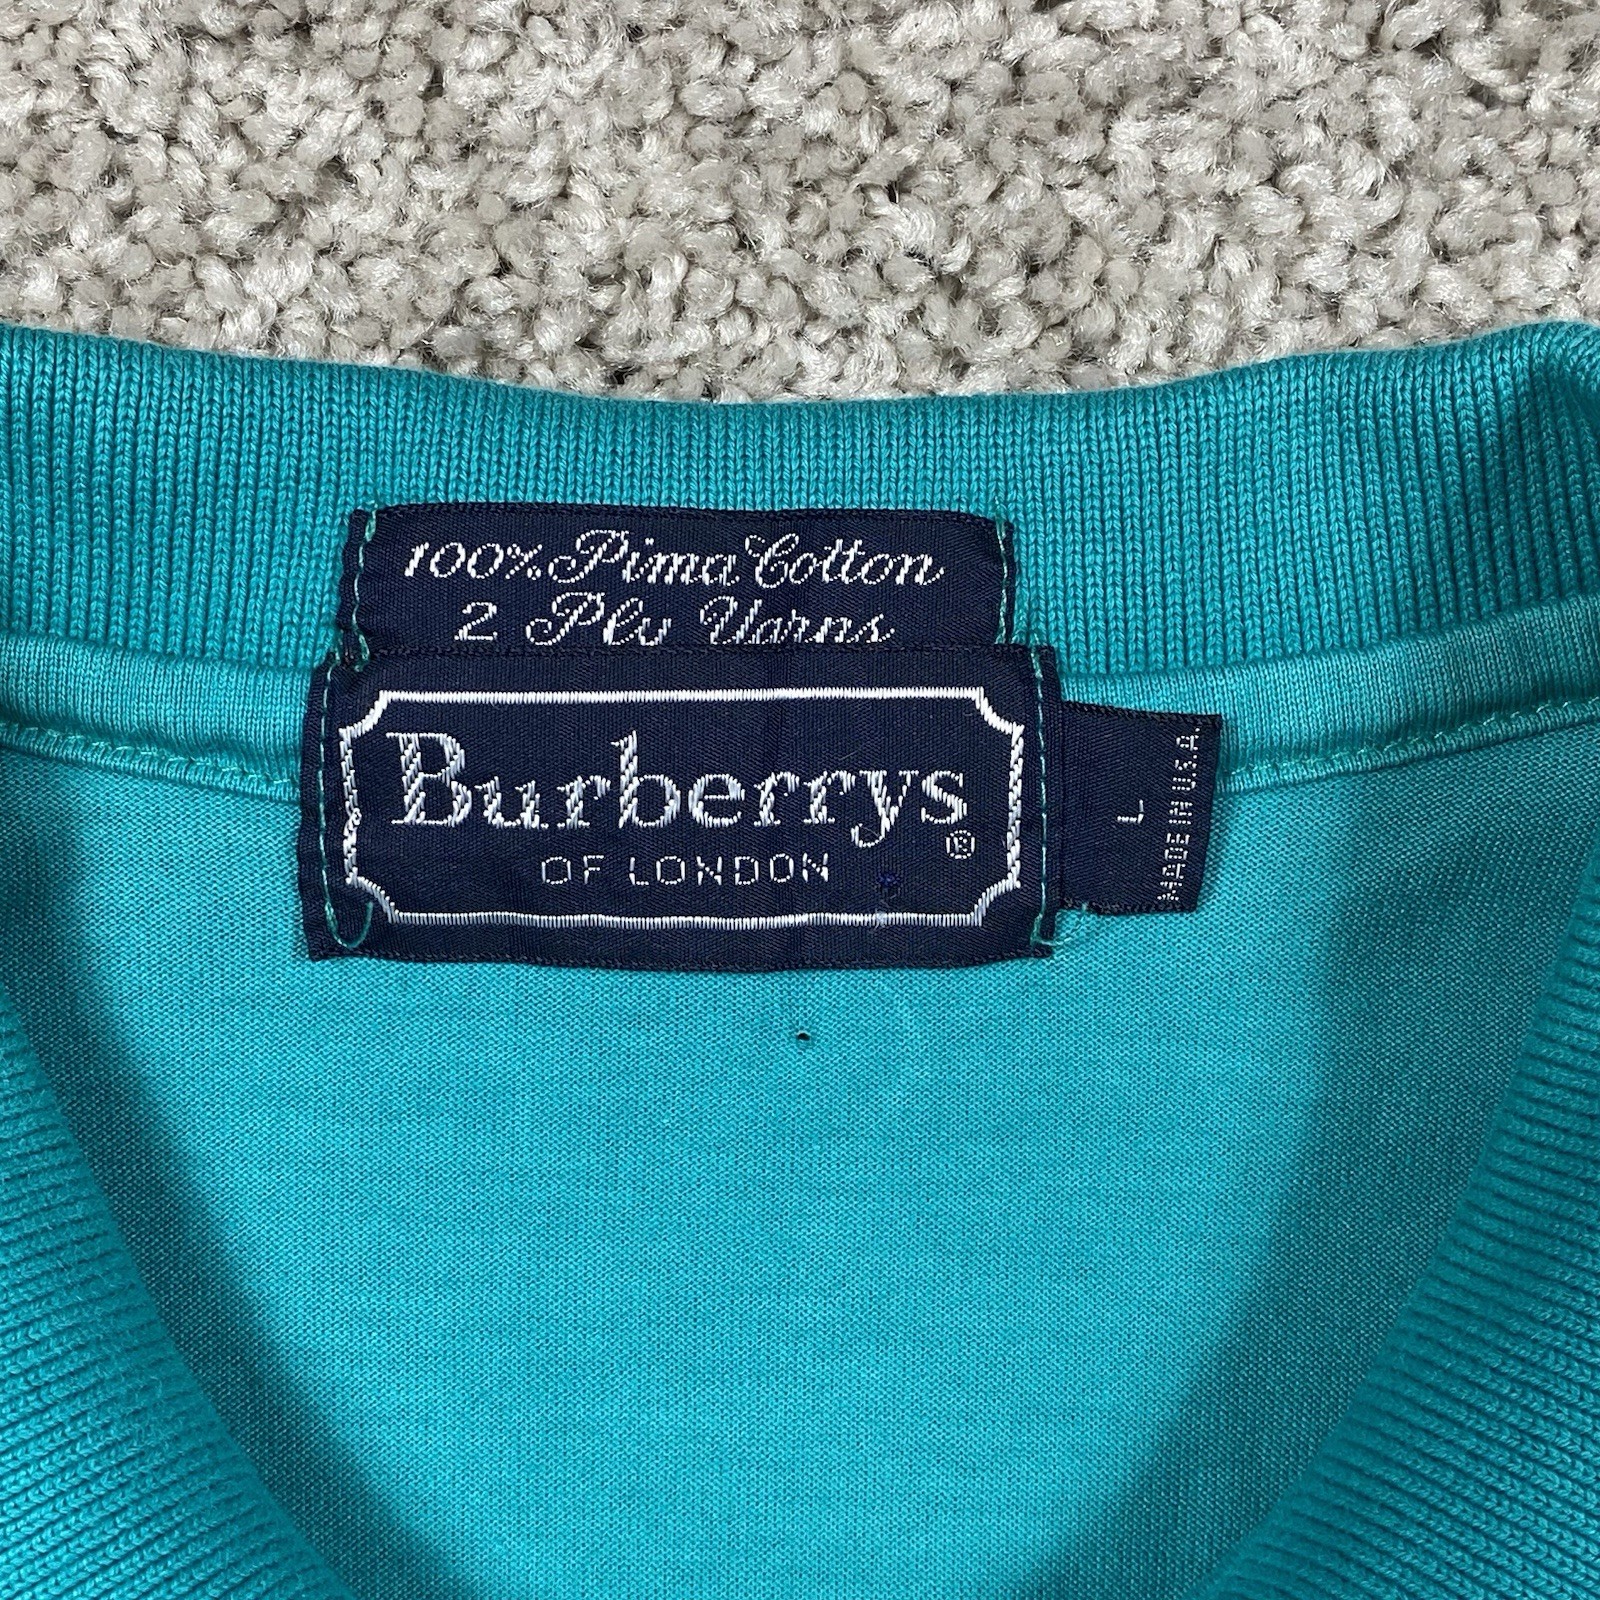 100% Pima Cotton
2 Ply Yarns
Burberrys®
OF LONDON
L
MADE IN U.S.A.